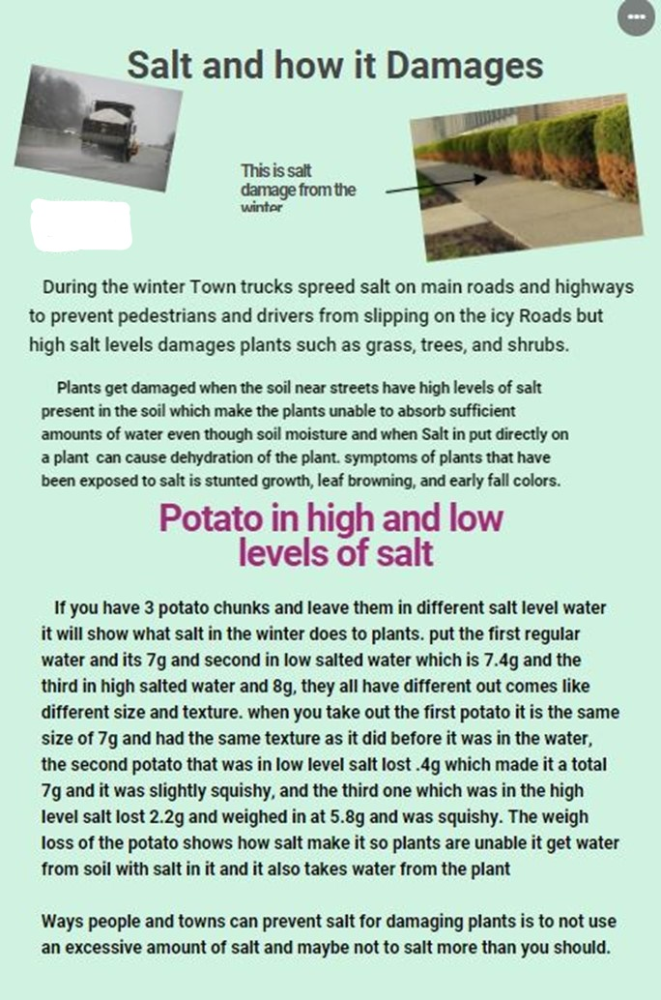 Salt and how it Damages
This is salt
damage from the
winter
During the winter Town trucks spreed salt on main roads and highways
to prevent pedestrians and drivers from slipping on the icy Roads but
high salt levels damages plants such as grass, trees, and shrubs.
Plants get damaged when the soil near streets have high levels of salt
present in the soil which make the plants unable to absorb sufficient
amounts of water even though soil moisture and when Salt in put directly on
a plant can cause dehydration of the plant. symptoms of plants that have
been exposed to salt is stunted growth, leaf browning, and early fall colors.
Potato in high and low
levels of salt
If you have 3 potato chunks and leave them in different salt level water
it will show what salt in the winter does to plants. put the first regular
water and its 7g and second in low salted water which is 7.4g and the
third in high salted water and 8g, they all have different out comes like
different size and texture. when you take out the first potato it is the same
size of 7g and had the same texture as it did before it was in the water,
the second potato that was in low level salt lost .4g which made it a total
7g and it was slightly squishy, and the third one which was in the high
level salt lost 2.2g and weighed in at 5.8g and was squishy. The weigh
loss of the potato shows how salt make it so plants are unable it get water
from soil with salt in it and it also takes water from the plant
Ways people and towns can prevent salt for damaging plants is to not use
an excessive amount of salt and maybe not to salt more than you should.